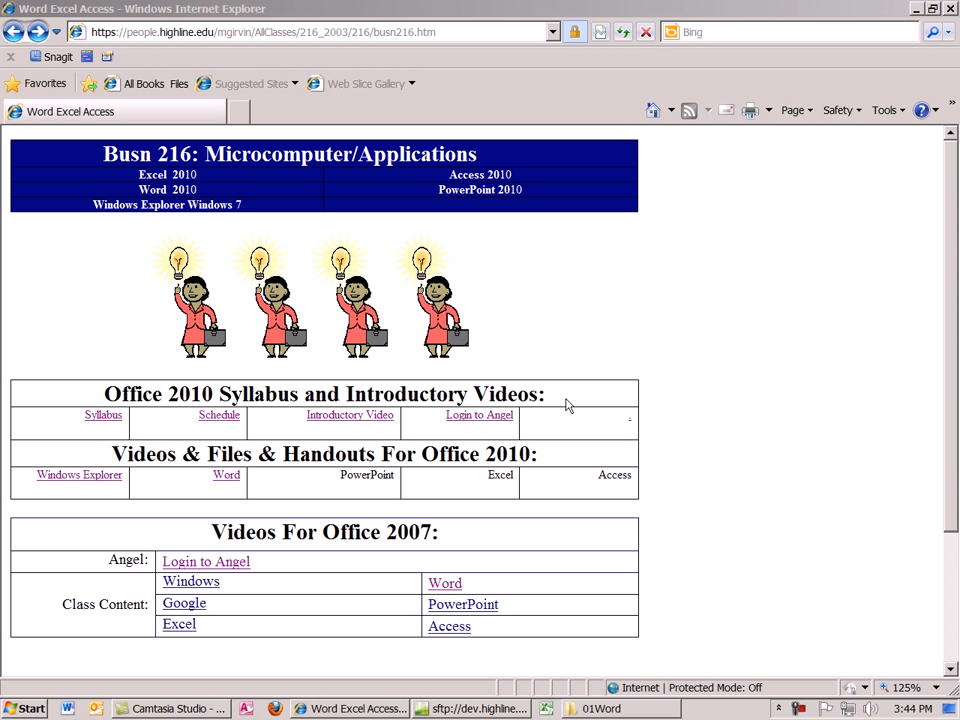 Word Excel Access - Windows Internet Explorer
https://people.highline.edu/mgirvin/AllClasses/216_2003/216/busn216.htm
Bing
x Snagit
Favorites All Books Files Suggested Sites Web Slice Gallery
Word Excel Access
Page Safety Tools »
Busn 216: Microcomputer/Applications
Excel 2010 Access 2010
Word 2010 PowerPoint 2010
Windows Explorer Windows 7
Office 2010 Syllabus and Introductory Videos:
Syllabus Schedule Introductory Video Login to Angel .
Videos & Files & Handouts For Office 2010:
Windows Explorer Word PowerPoint Excel Access
Videos For Office 2007:
Angel: Login to Angel
Windows Word
Class Content: Google PowerPoint
Excel Access
Internet | Protected Mode: Off 125%
Start Camtasia Studio - ... Word Excel Access... sftp://dev.highline.... 01Word « 3:44 PM